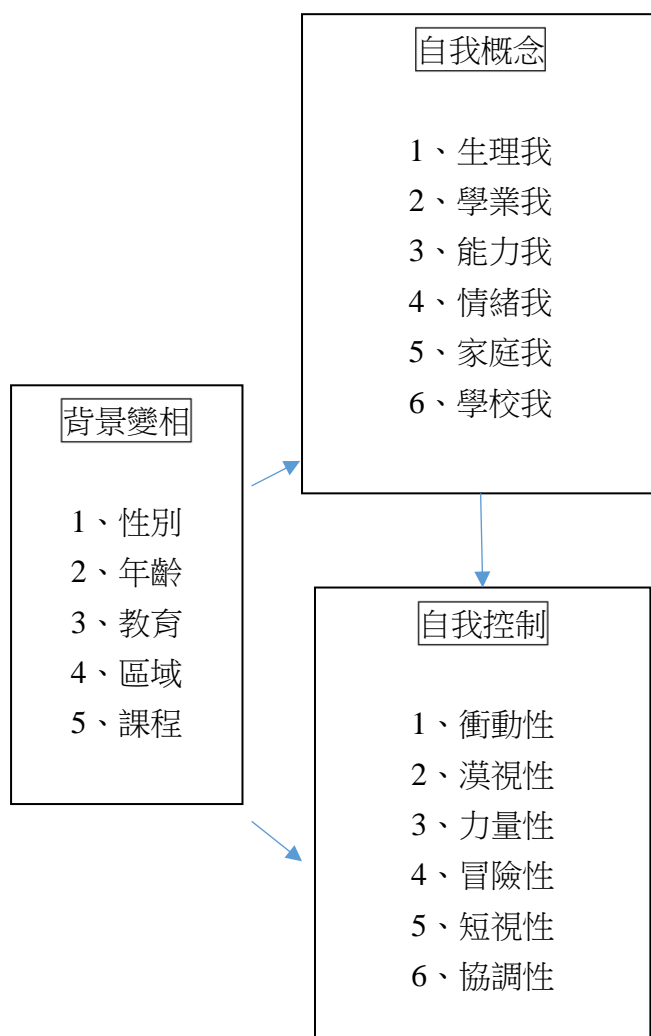 自我概念
1、生理我
2、學業我
3、能力我
4、情緒我
5、家庭我
6、學校我
背景變相
1、性別
2、年齡
3、教育
4、區域
5、課程
自我控制
1、衝動性
2、漠視性
3、力量性
4、冒險性
5、短視性
6、協調性